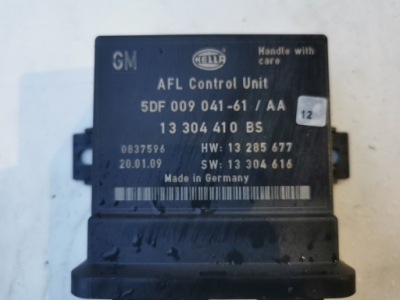 GM
HELLA
Handle with
care
AFL Control Unit
5DF 009 041-61 / AA
13 304 410 BS
12
0837596 HW: 13 285 677
20.01.09 SW: 13 304 616
Made in Germany